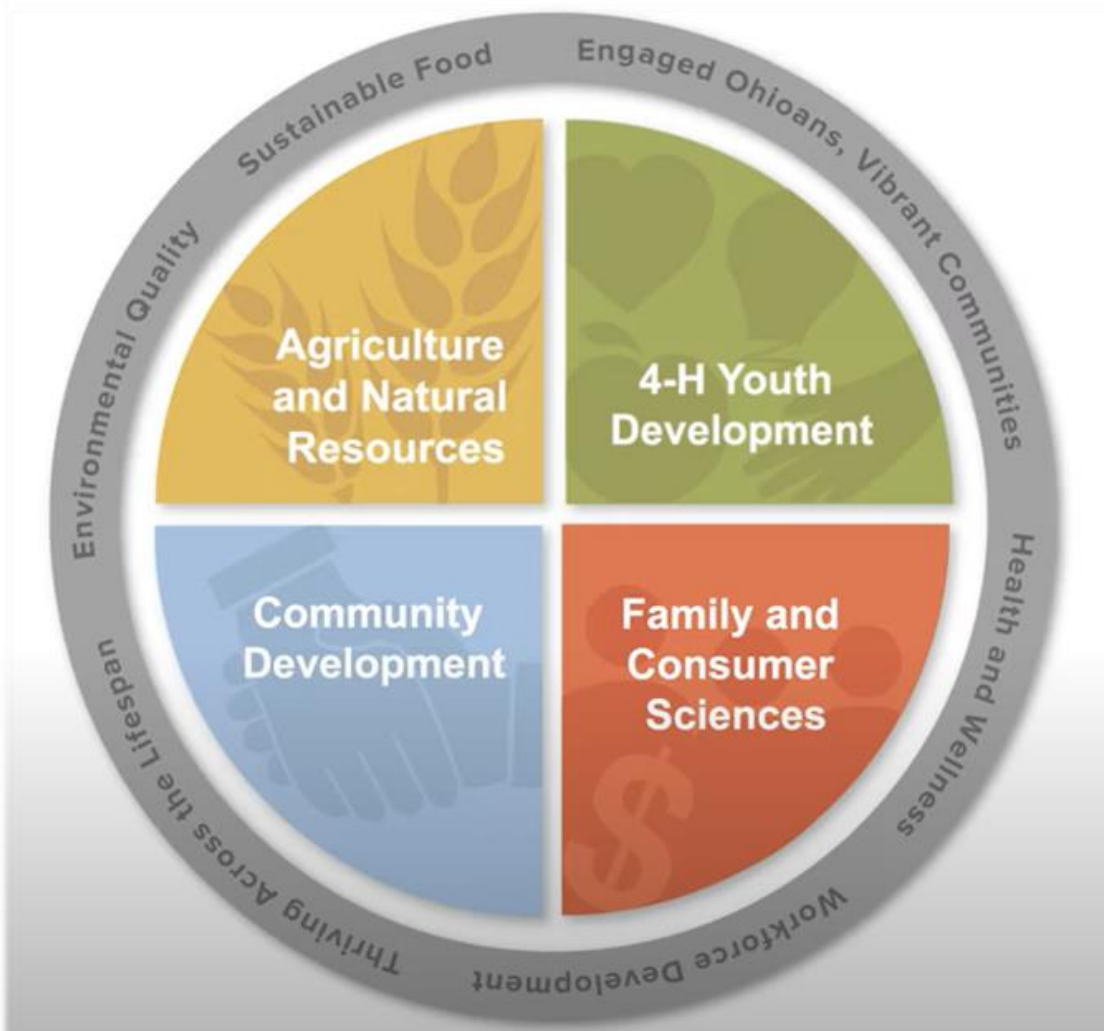 Sustainable Food
Engaged Ohioans, Vibrant Communities
Environmental Quality
Agriculture
and Natural
Resources
4-H Youth
Development
Community
Development
Family and
Consumer
Sciences
Health and Wellness
Workforce Development
Thriving Across the Lifespan